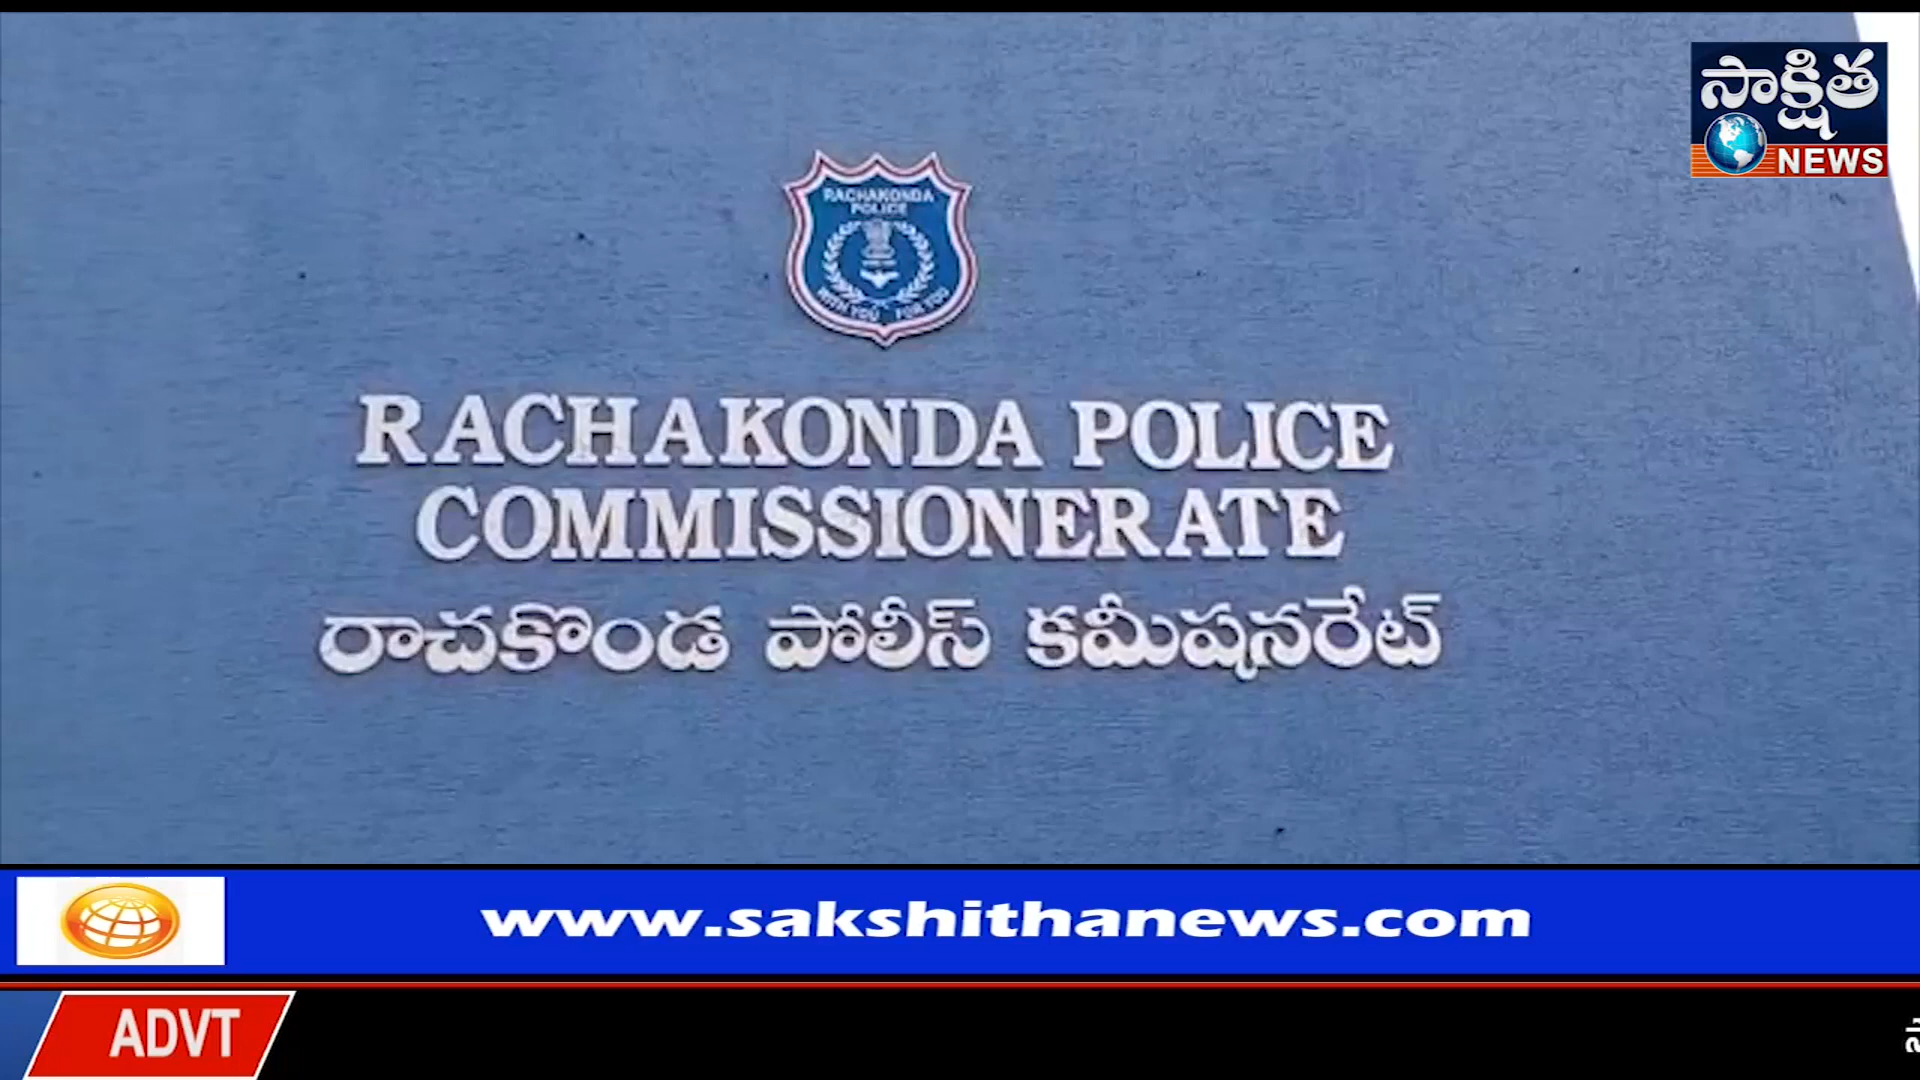 సాక్షిత
NEWS
RACHAKONDA
POLICE
WITH YOU FOR YOU
RACHAKONDA POLICE
COMMISSIONERATE
రాచకొండ పోలీస్ కమీషనరేట్
www.sakshithanews.com
ADVT